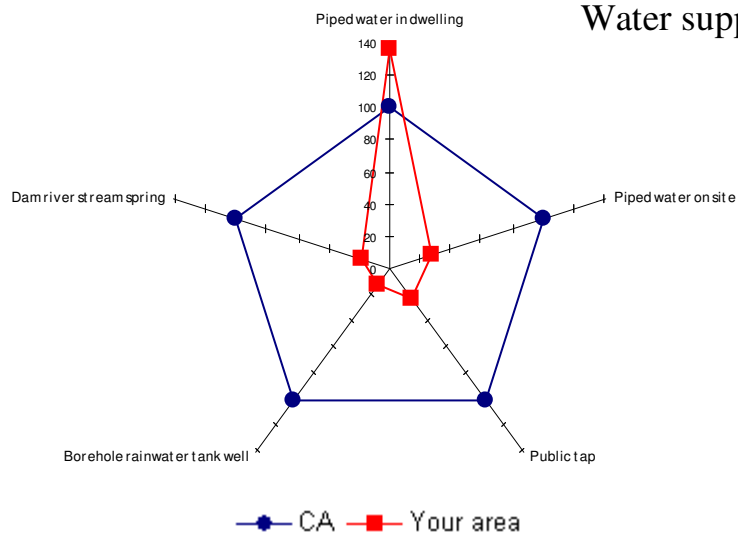 Water supp
Piped water in dwelling
140
120
100
80
60
40
20
0
Dam river stream spring
Piped water on site
Borehole rainwater tank well
Public tap
CA
Your area